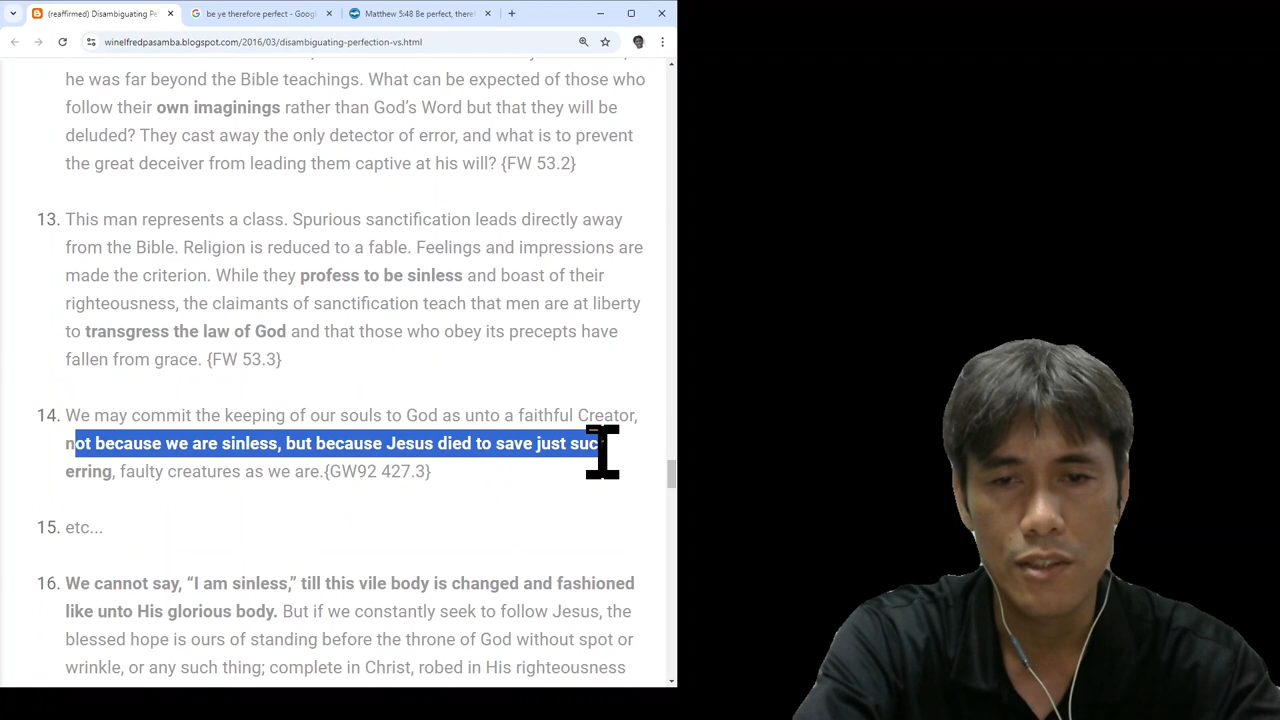 (reaffirmed) Disambiguating Pe
be ye therefore perfect - Googl
Matthew 5:48 Be perfect, theref
winelfredpasamba.blogspot.com/2016/03/disambiguating-perfection-vs.html
he was far beyond the Bible teachings. What can be expected of those who
follow their own imaginings rather than God’s Word but that they will be
deluded? They cast away the only detector of error, and what is to prevent
the great deceiver from leading them captive at his will? {FW 53.2}
13. This man represents a class. Spurious sanctification leads directly away
from the Bible. Religion is reduced to a fable. Feelings and impressions are
made the criterion. While they profess to be sinless and boast of their
righteousness, the claimants of sanctification teach that men are at liberty
to transgress the law of God and that those who obey its precepts have
fallen from grace. {FW 53.3}
14. We may commit the keeping of our souls to God as unto a faithful Creator,
not because we are sinless, but because Jesus died to save just suc
erring, faulty creatures as we are.{GW92 427.3}
15. etc...
16. We cannot say, “I am sinless,” till this vile body is changed and fashioned
like unto His glorious body. But if we constantly seek to follow Jesus, the
blessed hope is ours of standing before the throne of God without spot or
wrinkle, or any such thing; complete in Christ, robed in His righteousness